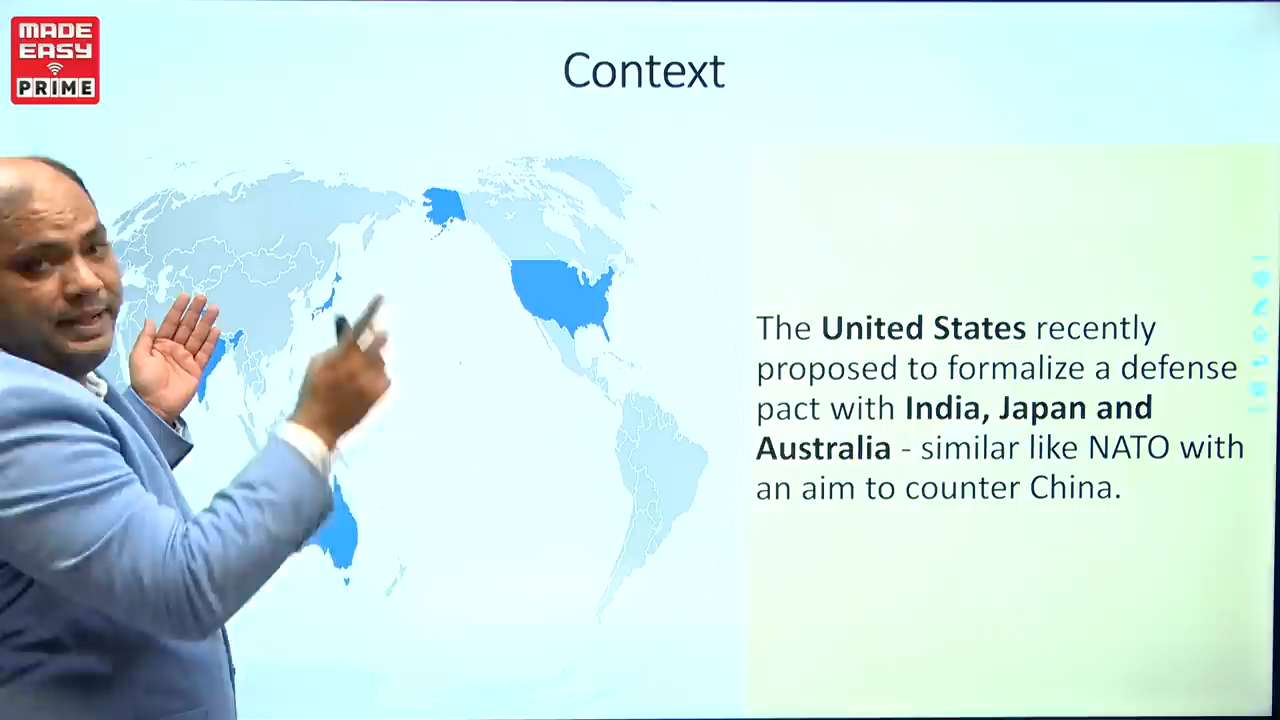 MADE
EASY
PRIME
Context
The United States recently
proposed to formalize a defense
pact with India, Japan and
Australia - similar like NATO with
an aim to counter China.